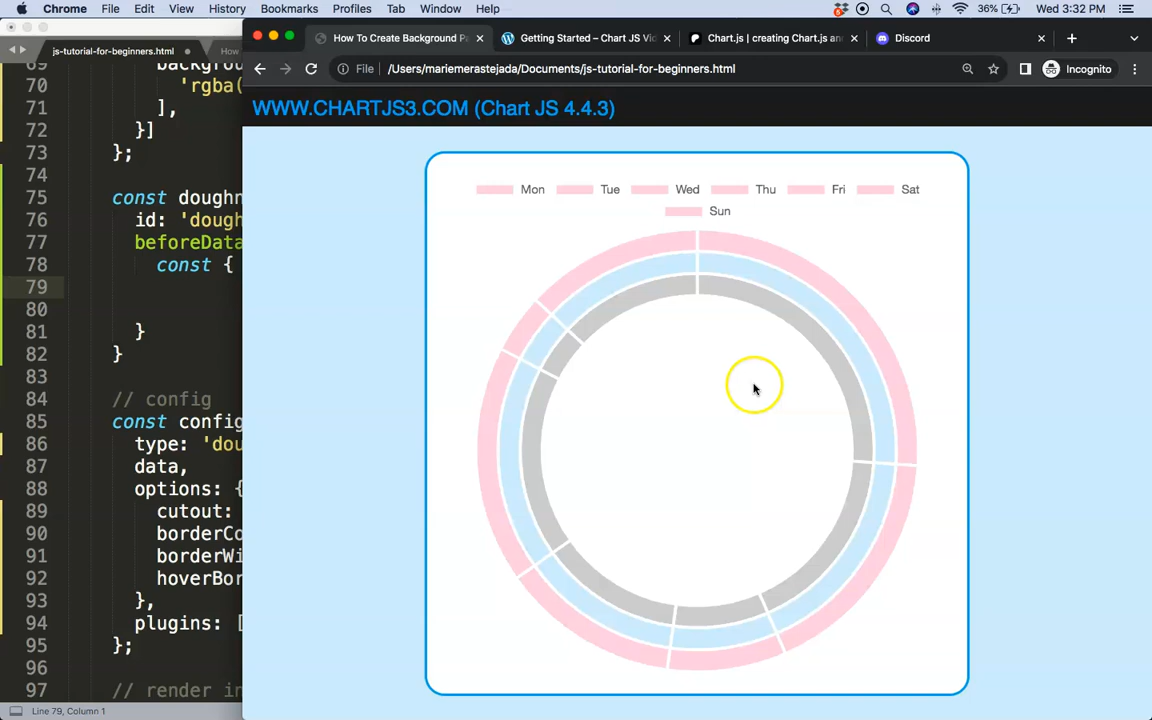 Chrome File Edit View History Bookmarks Profiles Tab Window Help 36% Wed 3:32 PM
js-tutorial-for-beginners.html How
How To Create Background Pa Getting Started – Chart JS Vi Chart.js | creating Chart.js an Discord
File /Users/mariemerastejada/Documents/js-tutorial-for-beginners.html Incognito
WWW.CHARTJS3.COM (Chart JS 4.4.3)
69 backgro
70 'rgba(
71 ],
72 }]
73 };
74
75 const doughn
76 id: 'dough
77 beforeData
78 const {
79
80
81 }
82 }
83
84 // config
85 const config
86 type: 'dou
87 data,
88 options: {
89 cutout:
90 borderCo
91 borderWi
92 hoverBor
93 },
94 plugins: [
95 };
96
97 // render in
Line 79, Column 1
Mon Tue Wed Thu Fri Sat
Sun